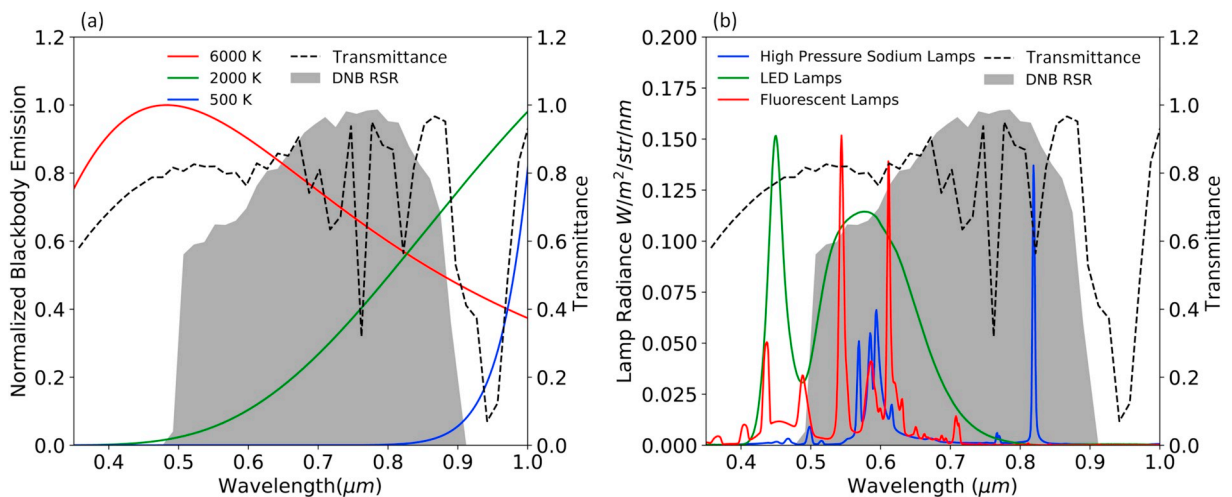 (a)
1.2
1.0
0.8
0.6
0.4
0.2
0.0
Normalized Blackbody Emission
6000 K
2000 K
500 K
Transmittance
DNB RSR
1.2
1.0
0.8
0.6
0.4
0.2
0.0
Transmittance
0.4 0.5 0.6 0.7 0.8 0.9 1.0
Wavelength(μm)
(b)
0.200
0.175
0.150
0.125
0.100
0.075
0.050
0.025
0.000
Lamp Radiance W/m²/str/nm
High Pressure Sodium Lamps
LED Lamps
Fluorescent Lamps
Transmittance
DNB RSR
1.2
1.0
0.8
0.6
0.4
0.2
0.0
Transmittance
0.4 0.5 0.6 0.7 0.8 0.9 1.0
Wavelength (μm)